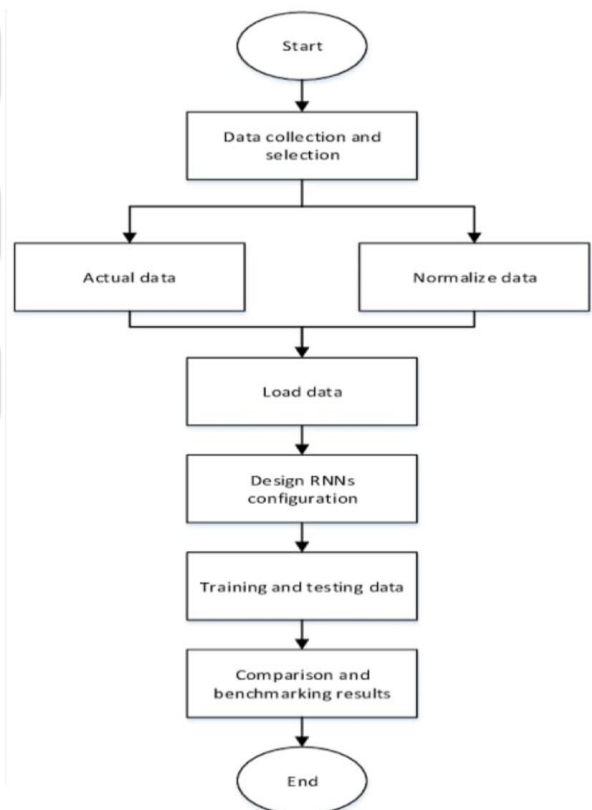 Start
Data collection and
selection
Actual data
Normalize data
Load data
Design RNNs
configuration
Training and testing data
Comparison and
benchmarking results
End